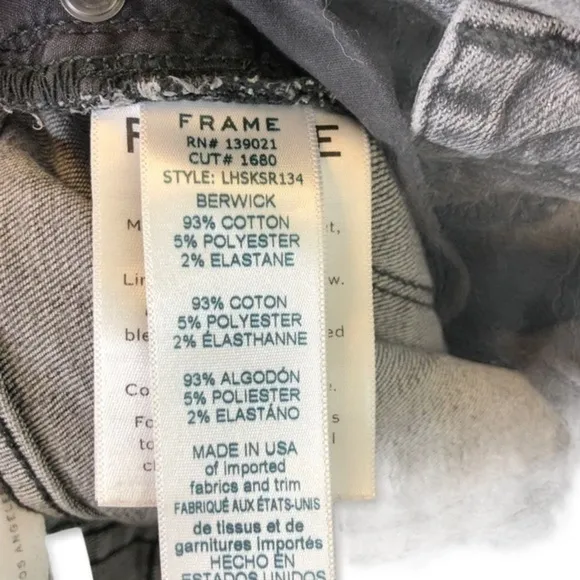 FRAME
RN# 139021
CUT# 1680
STYLE: LHSKSR134
BERWICK
93% COTTON
5% POLYESTER
2% ELASTANE
93% COTON
5% POLYESTER
2% ÉLASTHANNE
93% ALGODÓN
5% POLIESTER
2% ELASTÁNO
MADE IN USA
of imported
fabrics and trim
FABRIQUÉ AUX ÉTATS-UNIS
de tissus et de
garnitures importés
HECHO EN
ESTADOS UNIDOS